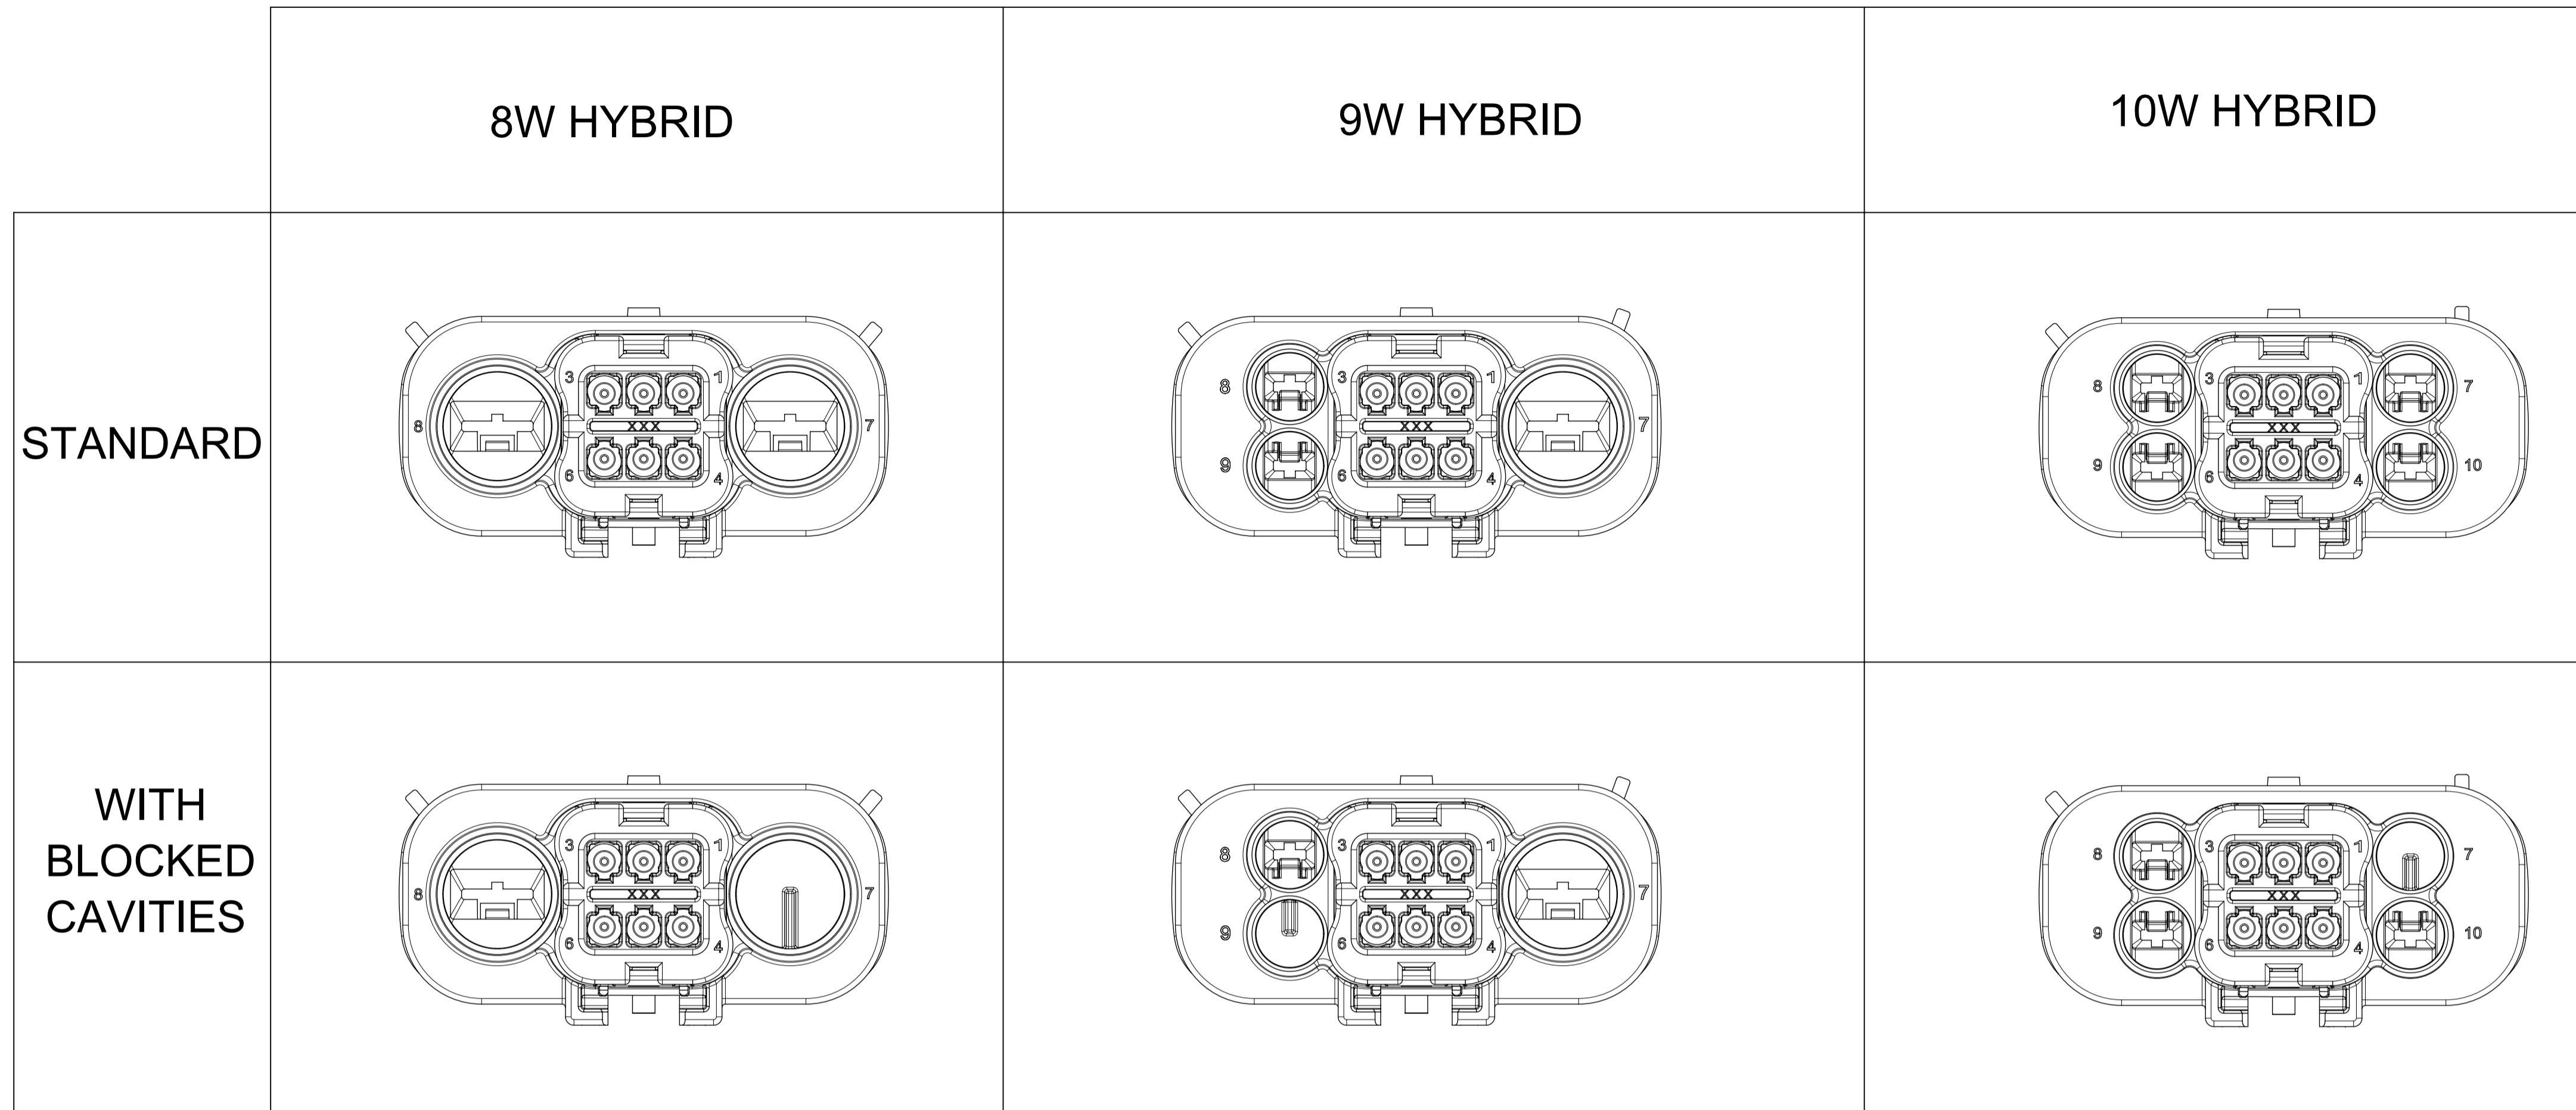 8W HYBRID
9W HYBRID
10W HYBRID
STANDARD
3 1
8 XXX 7
6 4
8 3 1
XXX 7
9 6 4
8 3 1 7
XXX
9 6 4 10
WITH
BLOCKED
CAVITIES
3 1
8 XXX 7
6 4
8 3 1
XXX 7
9 6 4
8 3 1 7
XXX
9 6 4 10